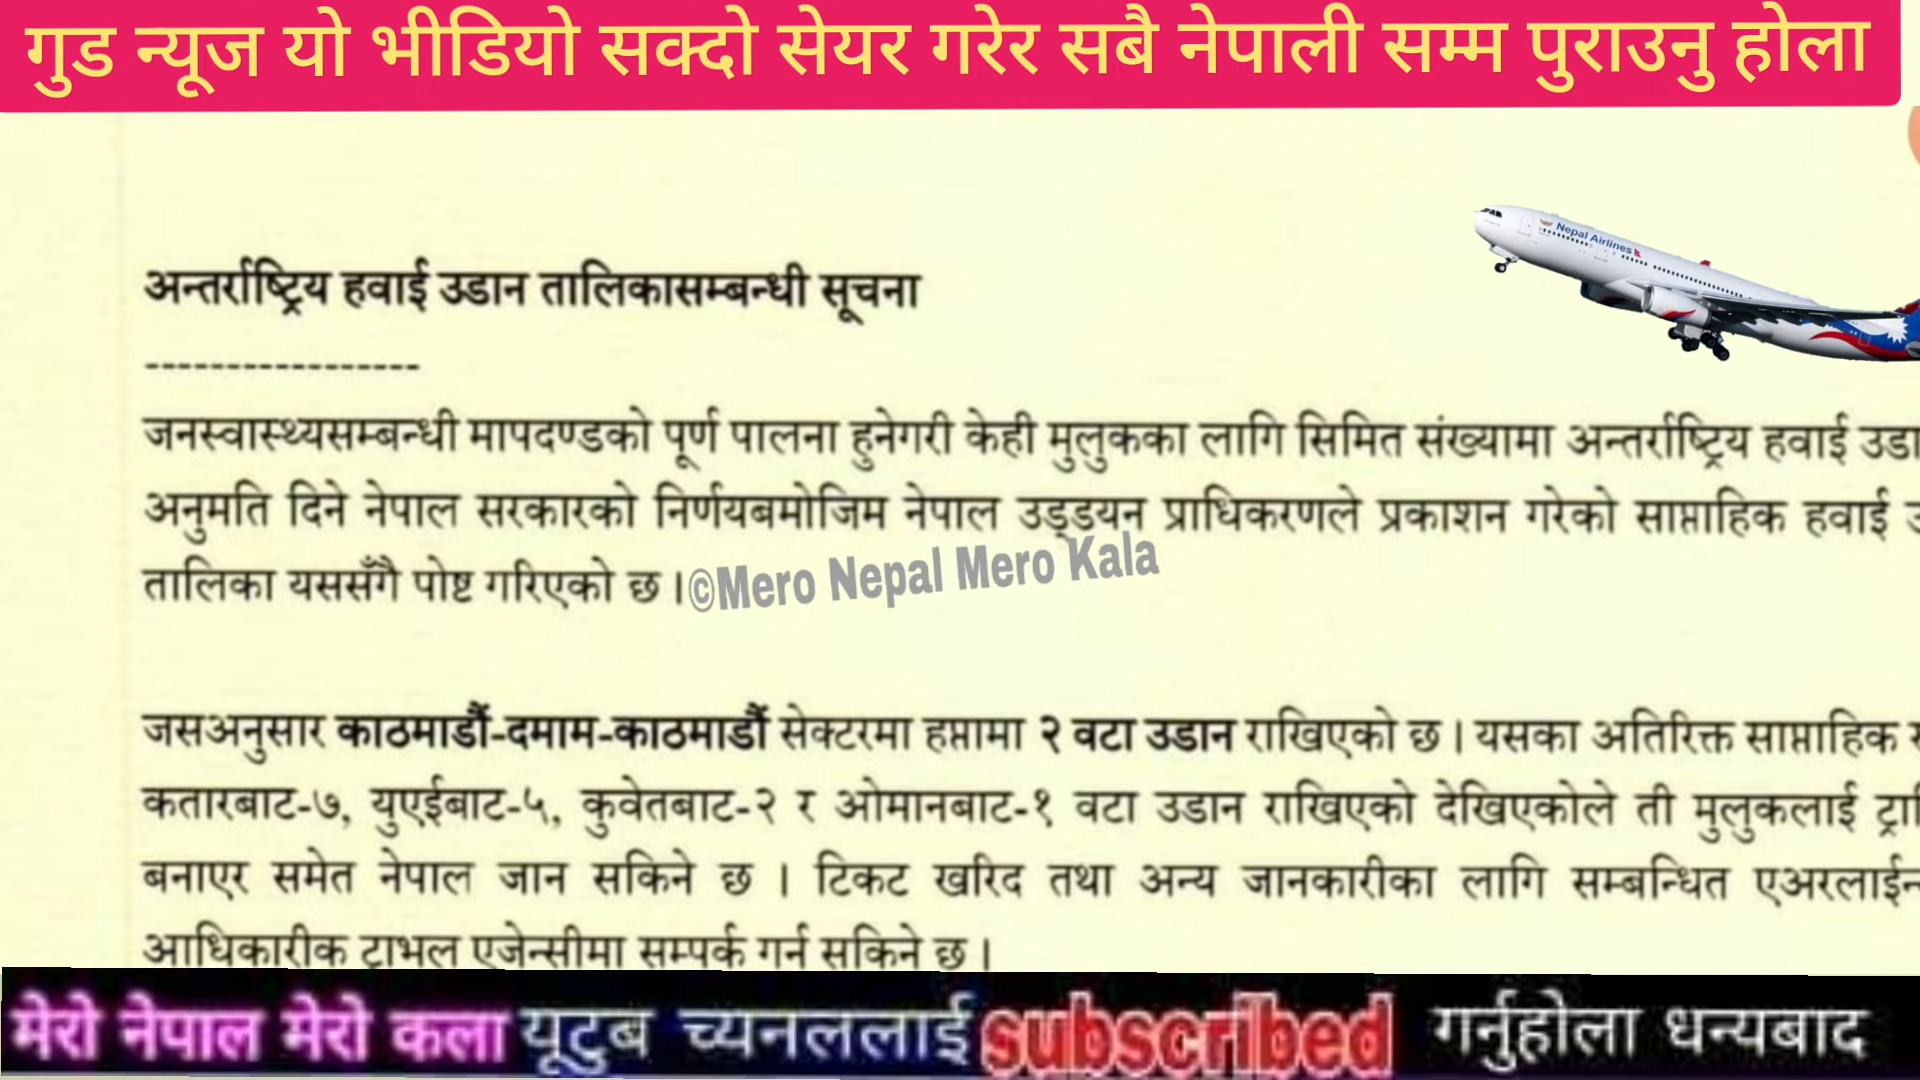 गुड न्यूज यो भीडियो सक्दो सेयर गरेर सबै नेपाली सम्म पुराउनु होला
Nepal Airlines
अन्तर्राष्ट्रिय हवाई उडान तालिकासम्बन्धी सूचना
-----------------
जनस्वास्थ्यसम्बन्धी मापदण्डको पूर्ण पालना हुनेगरी केही मुलुकका लागि सिमित संख्यामा अन्तर्राष्ट्रिय हवाई उडा
अनुमति दिने नेपाल सरकारको निर्णयबमोजिम नेपाल उड्डयन प्राधिकरणले प्रकाशन गरेको साप्ताहिक हवाई उ
तालिका यससँगै पोष्ट गरिएको छ ।
©Mero Nepal Mero Kala
जसअनुसार काठमाडौं-दमाम-काठमाडौं सेक्टरमा हप्तामा २ वटा उडान राखिएको छ । यसका अतिरिक्त साप्ताहिक
कतारबाट-७, युएईबाट-५, कुवेतबाट-२ र ओमानबाट-१ वटा उडान राखिएको देखिएकोले ती मुलुकलाई
बनाएर समेत नेपाल जान सकिने छ । टिकट खरिद तथा अन्य जानकारीका लागि सम्बन्धित एअरलाईन
आधिकारीक ट्राभल एजेन्सीमा सम्पर्क गर्न सकिने छ ।
मेरो नेपाल मेरो कला यूटुब च्यनललाई subscribed गर्नुहोला धन्यबाद